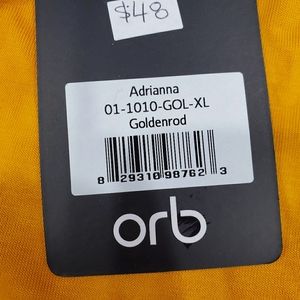 $48
Adrianna
01-1010-GOL-XL
Goldenrod
8 29310 98762 3
orb